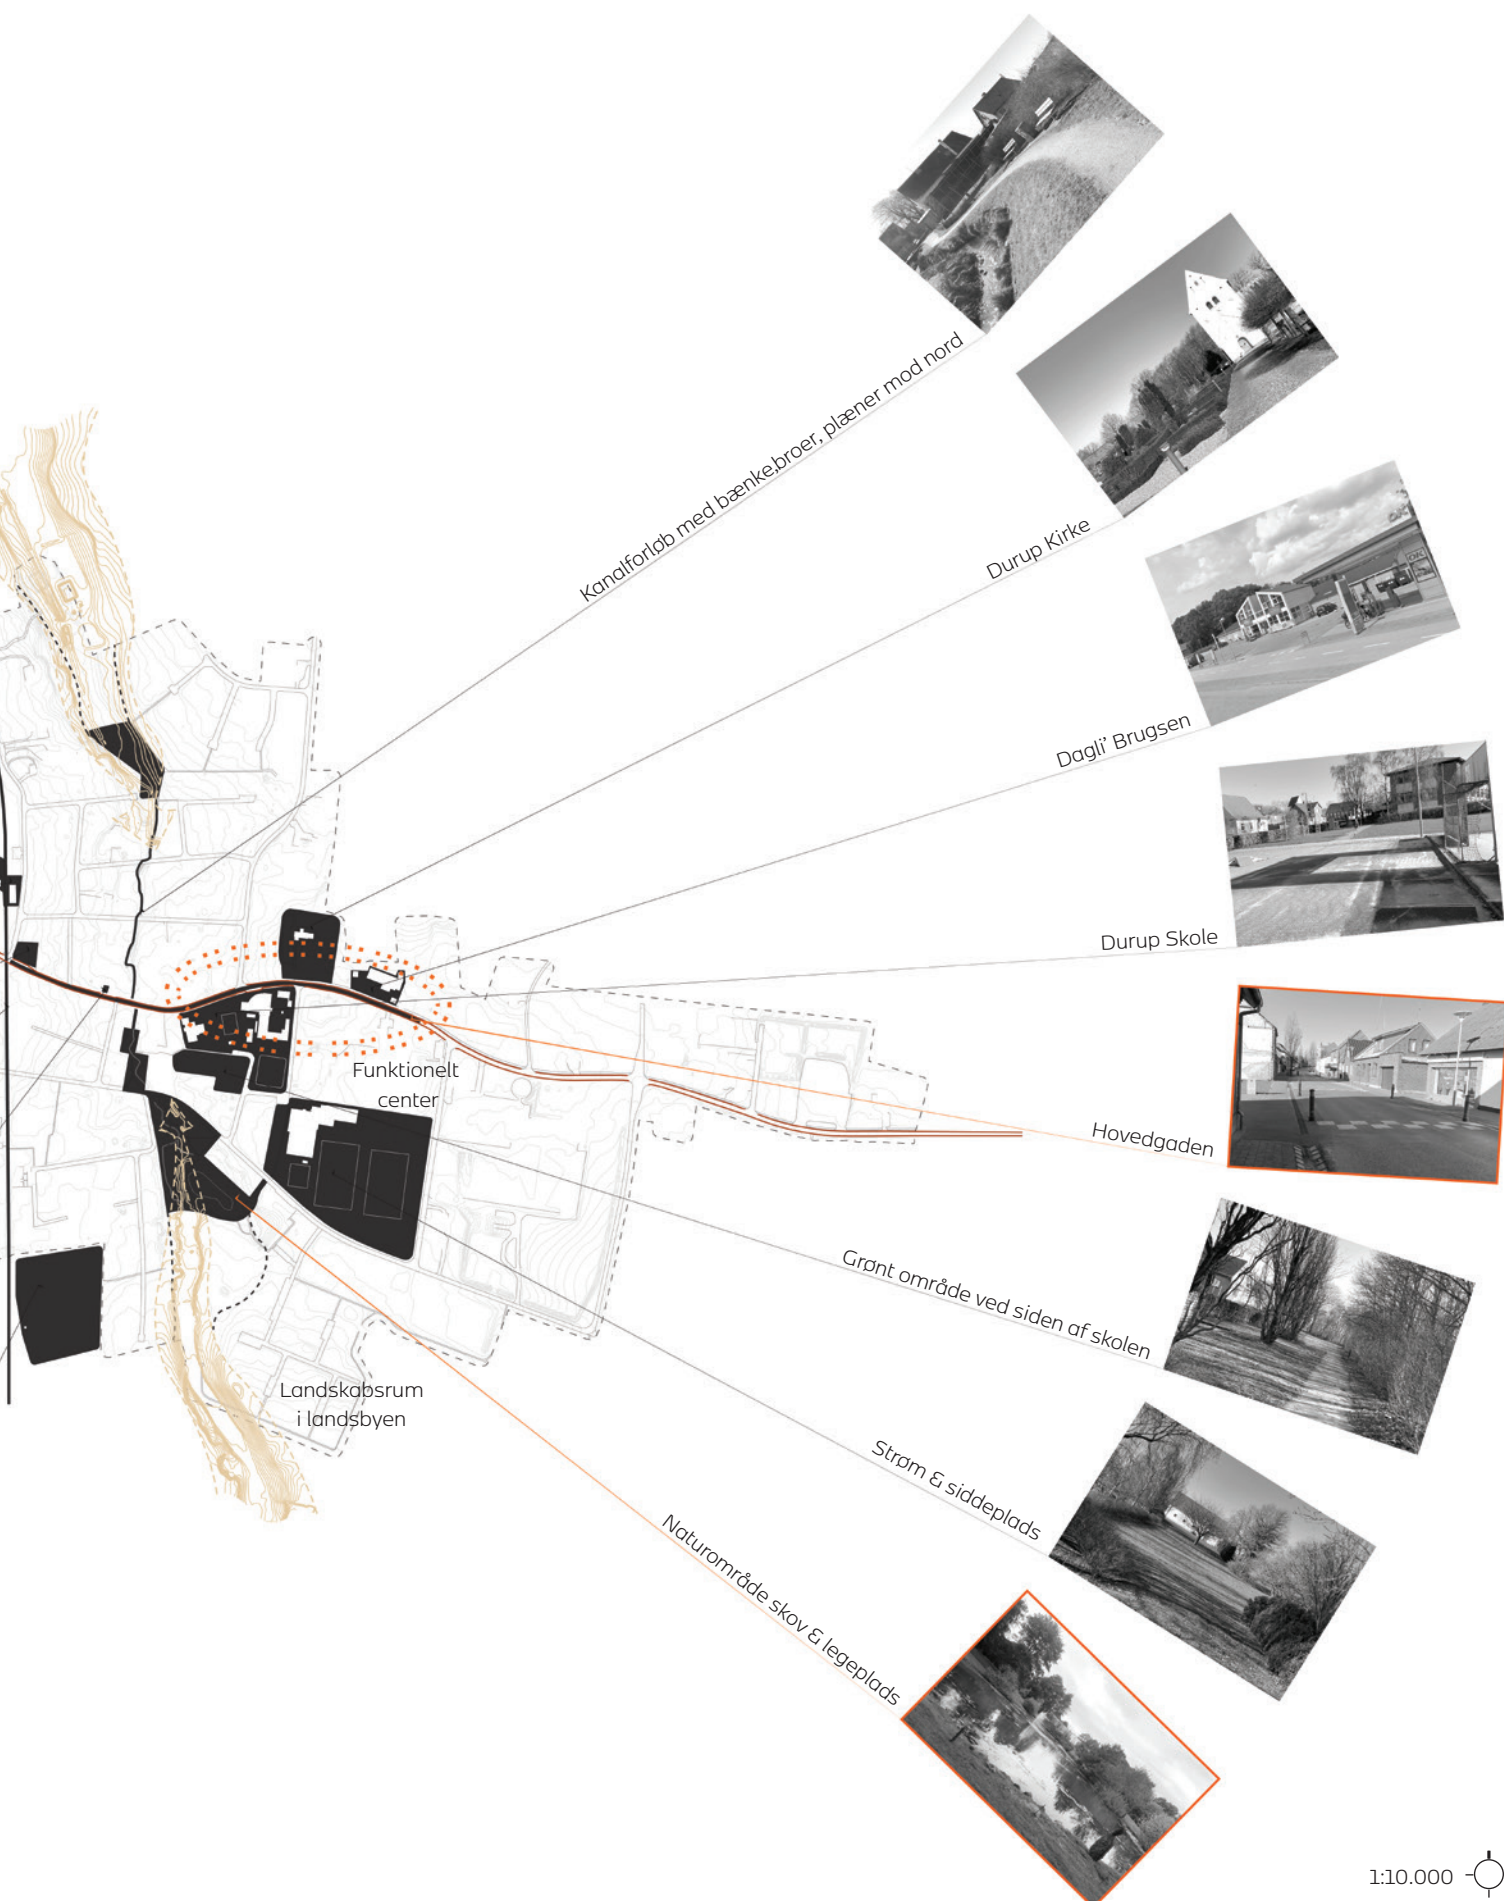 Kanalforløb med bænke,broer, plæner mod nord
Durup Kirke
Dagli' Brugsen
Durup Skole
Funktionelt
center
Hovedgaden
Grønt område ved siden af skolen
Landskabsrum
i landsbyen
Strøm & siddeplads
Naturområde skov & legeplads
1:10.000